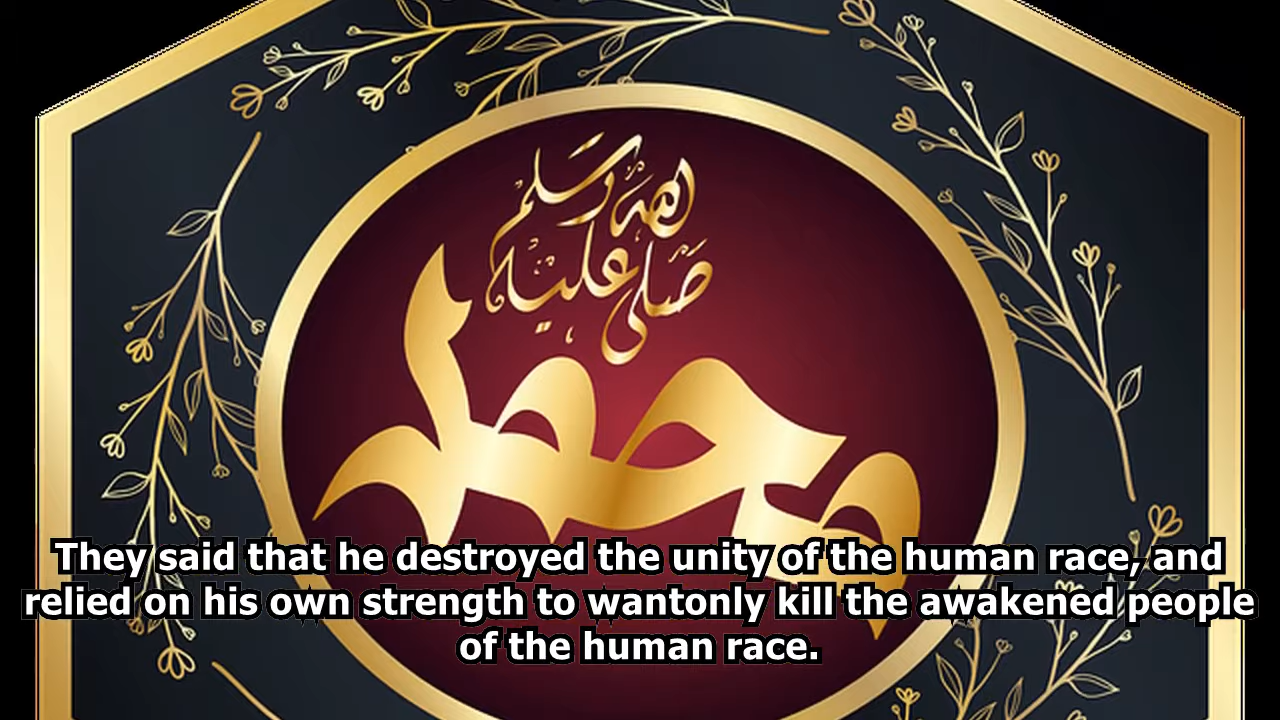 صلى الله عليه وسلم
محمد
They said that he destroyed the unity of the human race, and
relied on his own strength to wantonly kill the awakened people
of the human race.